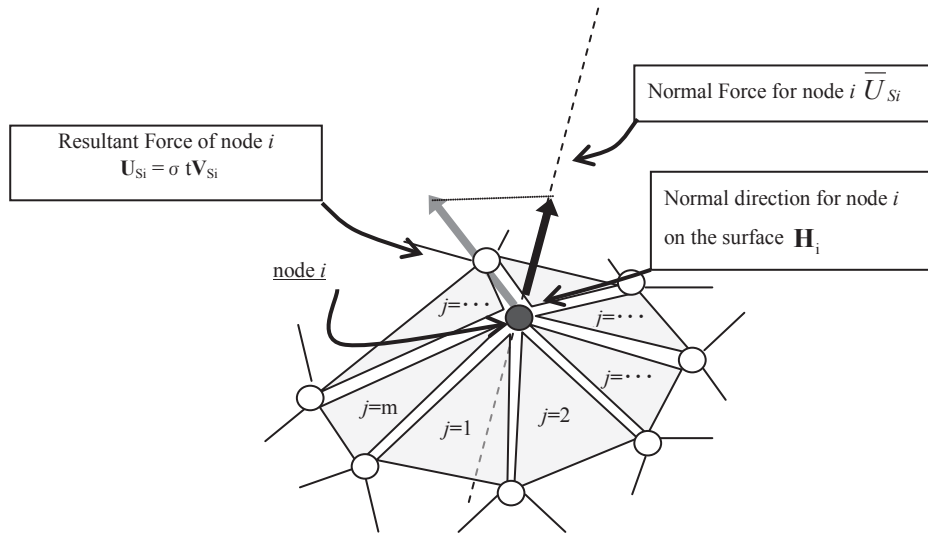 Normal Force for node i U̅ Si
Resultant Force of node i
U_Si = σ tV_Si
Normal direction for node i
on the surface H_i
node i
j=···
j=···
j=···
j=m
j=1
j=2